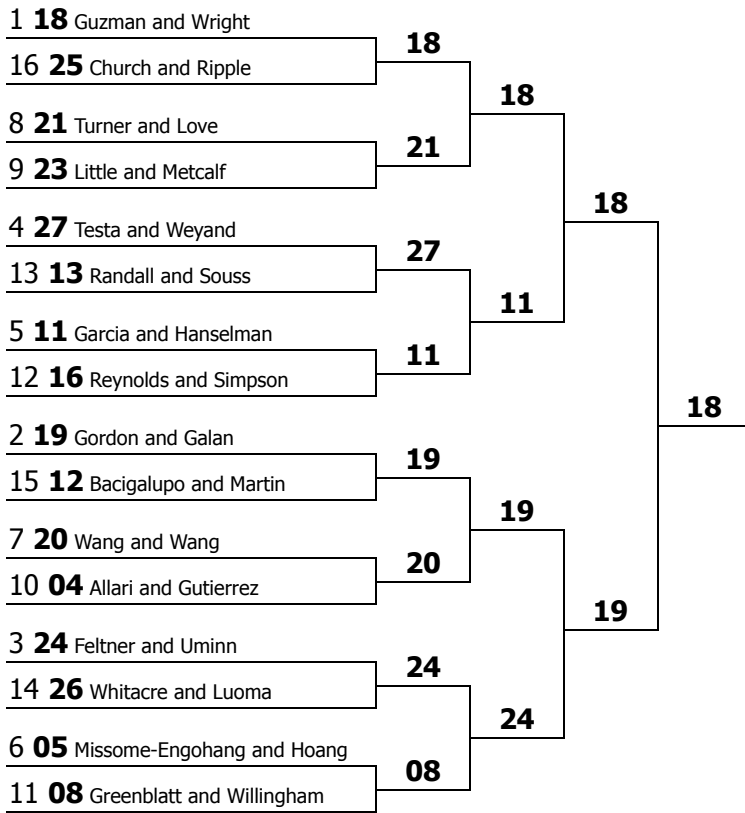 1 18 Guzman and Wright
16 25 Church and Ripple
8 21 Turner and Love
9 23 Little and Metcalf
4 27 Testa and Weyand
13 13 Randall and Souss
5 11 Garcia and Hanselman
12 16 Reynolds and Simpson
2 19 Gordon and Galan
15 12 Bacigalupo and Martin
7 20 Wang and Wang
10 04 Allari and Gutierrez
3 24 Feltner and Uminn
14 26 Whitacre and Luoma
6 05 Missome-Engohang and Hoang
11 08 Greenblatt and Willingham
18
21
27
11
19
20
24
08
18
11
19
24
18
19
18